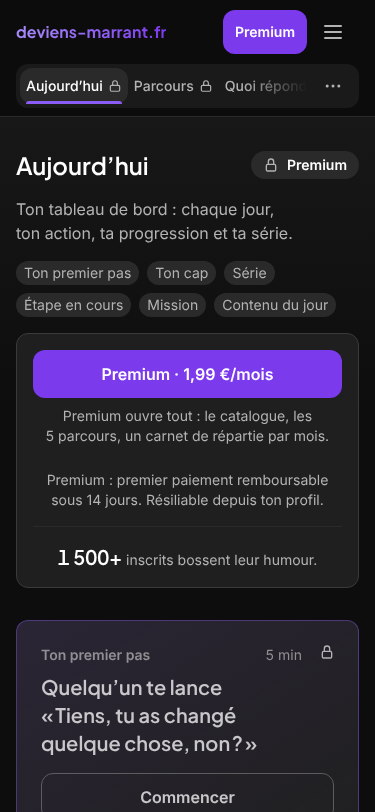 deviens-marrant.fr
Premium
Aujourd’hui
Parcours
Quoi répond
Aujourd’hui
Premium
Ton tableau de bord : chaque jour,
ton action, ta progression et ta série.
Ton premier pas
Ton cap
Série
Étape en cours
Mission
Contenu du jour
Premium · 1,99 €/mois
Premium ouvre tout : le catalogue, les
5 parcours, un carnet de répartie par mois.
Premium : premier paiement remboursable
sous 14 jours. Résiliable depuis ton profil.
1 500+ inscrits bossent leur humour.
Ton premier pas
5 min
Quelqu’un te lance
« Tiens, tu as changé
quelque chose, non ? »
Commencer